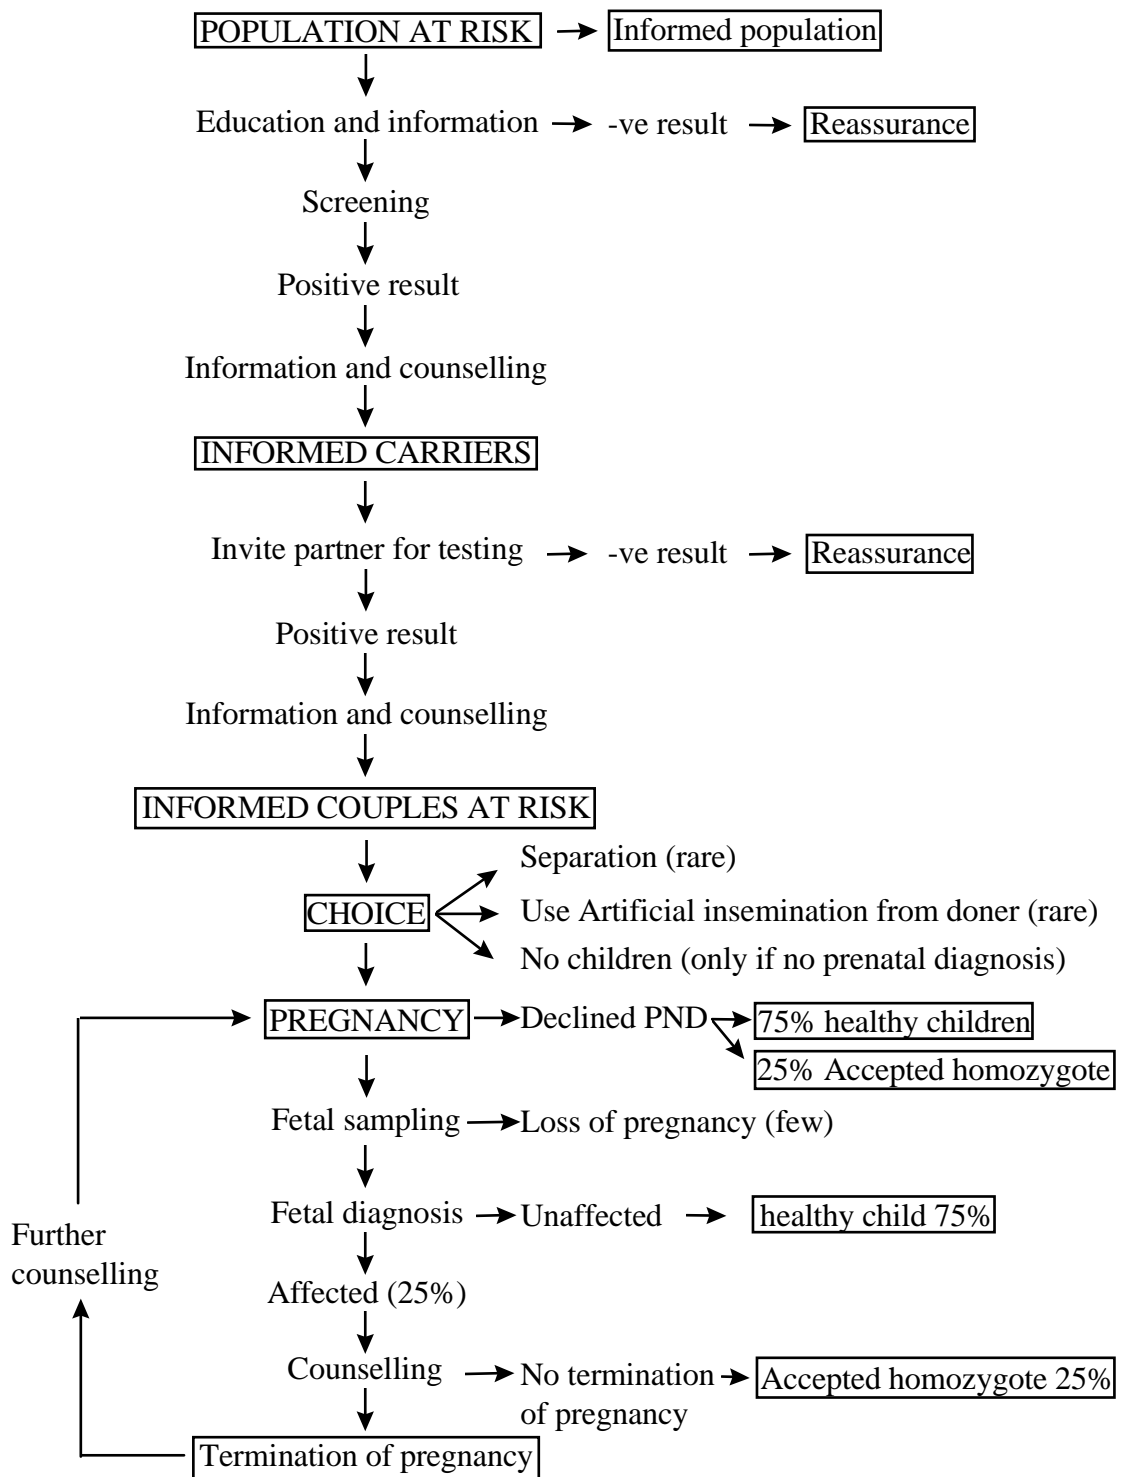 POPULATION AT RISK
Informed population
Education and information
-ve result
Reassurance
Screening
Positive result
Information and counselling
INFORMED CARRIERS
Invite partner for testing
-ve result
Reassurance
Positive result
Information and counselling
INFORMED COUPLES AT RISK
Separation (rare)
CHOICE
Use Artificial insemination from doner (rare)
No children (only if no prenatal diagnosis)
PREGNANCY
Declined PND
75% healthy children
25% Accepted homozygote
Fetal sampling
Loss of pregnancy (few)
Fetal diagnosis
Unaffected
healthy child 75%
Further
counselling
Affected (25%)
Counselling
No termination
of pregnancy
Accepted homozygote 25%
Termination of pregnancy